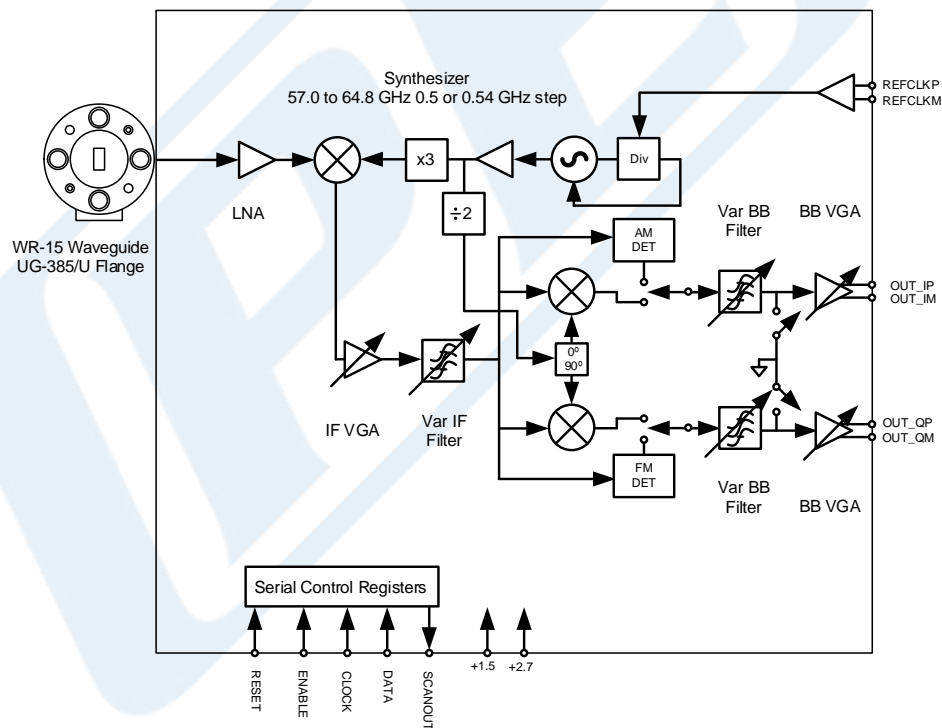 Synthesizer
57.0 to 64.8 GHz 0.5 or 0.54 GHz step
REFCLKP
REFCLKM
x3
Div
LNA
÷2
WR-15 Waveguide
UG-385/U Flange
AM
DET
Var BB
Filter
BB VGA
OUT_IP
OUT_IM
0º
90º
IF VGA
Var IF
Filter
OUT_QP
OUT_QM
FM
DET
Var BB
Filter
BB VGA
Serial Control Registers
RESET
ENABLE
CLOCK
DATA
SCANOUT
+1.5
+2.7